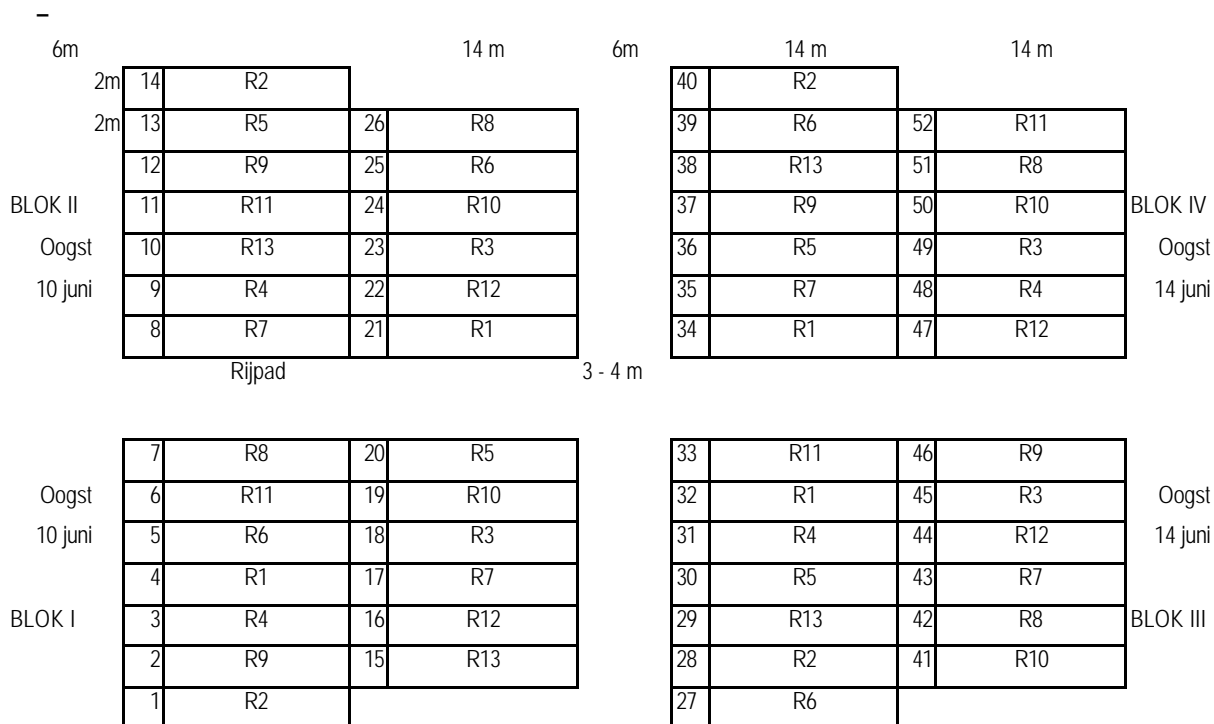 –
6m 14 m 6m 14 m 14 m
2m 14 R2 40 R2
2m 13 R5 26 R8 39 R6 52 R11
12 R9 25 R6 38 R13 51 R8
BLOK II 11 R11 24 R10 37 R9 50 R10 BLOK IV
Oogst 10 R13 23 R3 36 R5 49 R3 Oogst
10 juni 9 R4 22 R12 35 R7 48 R4 14 juni
8 R7 21 R1 34 R1 47 R12
Rijpad 3 - 4 m
7 R8 20 R5 33 R11 46 R9
Oogst 6 R11 19 R10 32 R1 45 R3 Oogst
10 juni 5 R6 18 R3 31 R4 44 R12 14 juni
4 R1 17 R7 30 R5 43 R7
BLOK I 3 R4 16 R12 29 R13 42 R8 BLOK III
2 R9 15 R13 28 R2 41 R10
1 R2 27 R6